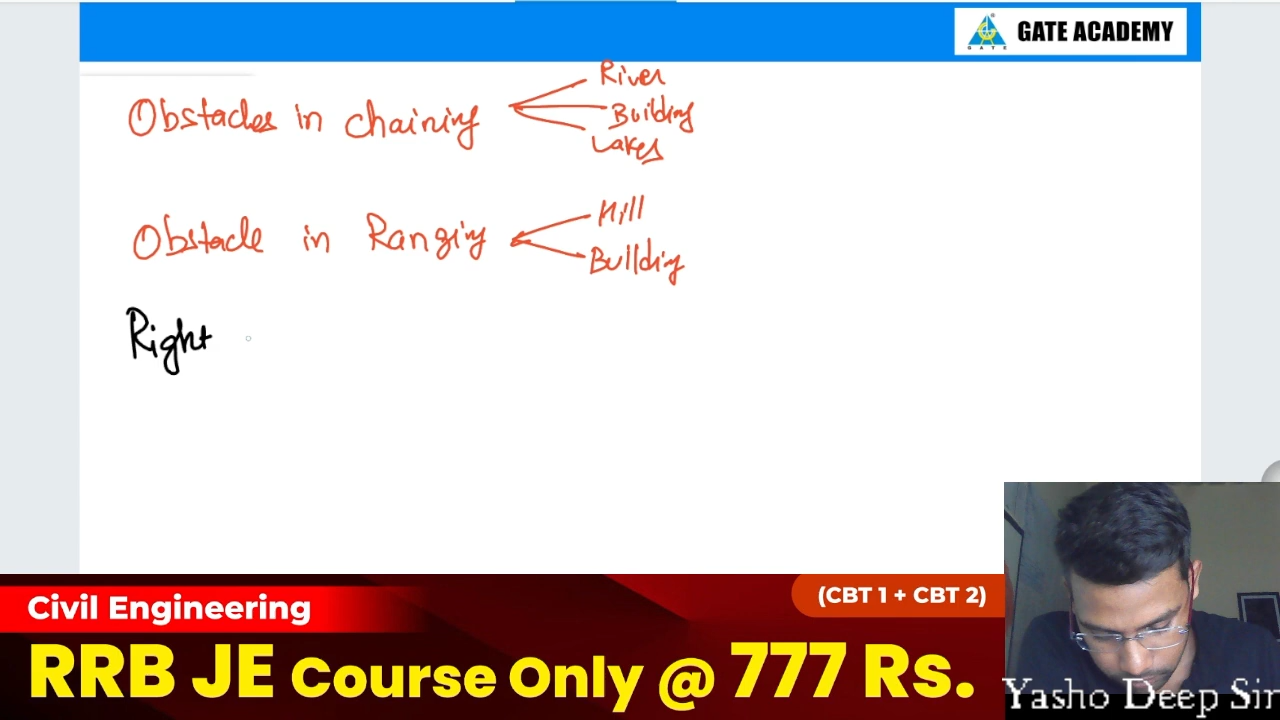 GATE ACADEMY
GATE
Obstacles in chaining
River
Building
Lakes
Obstacle in Ranging
Hill
Building
Right
Civil Engineering
(CBT 1 + CBT 2)
RRB JE Course Only @ 777 Rs.
Yasho Deep Sir